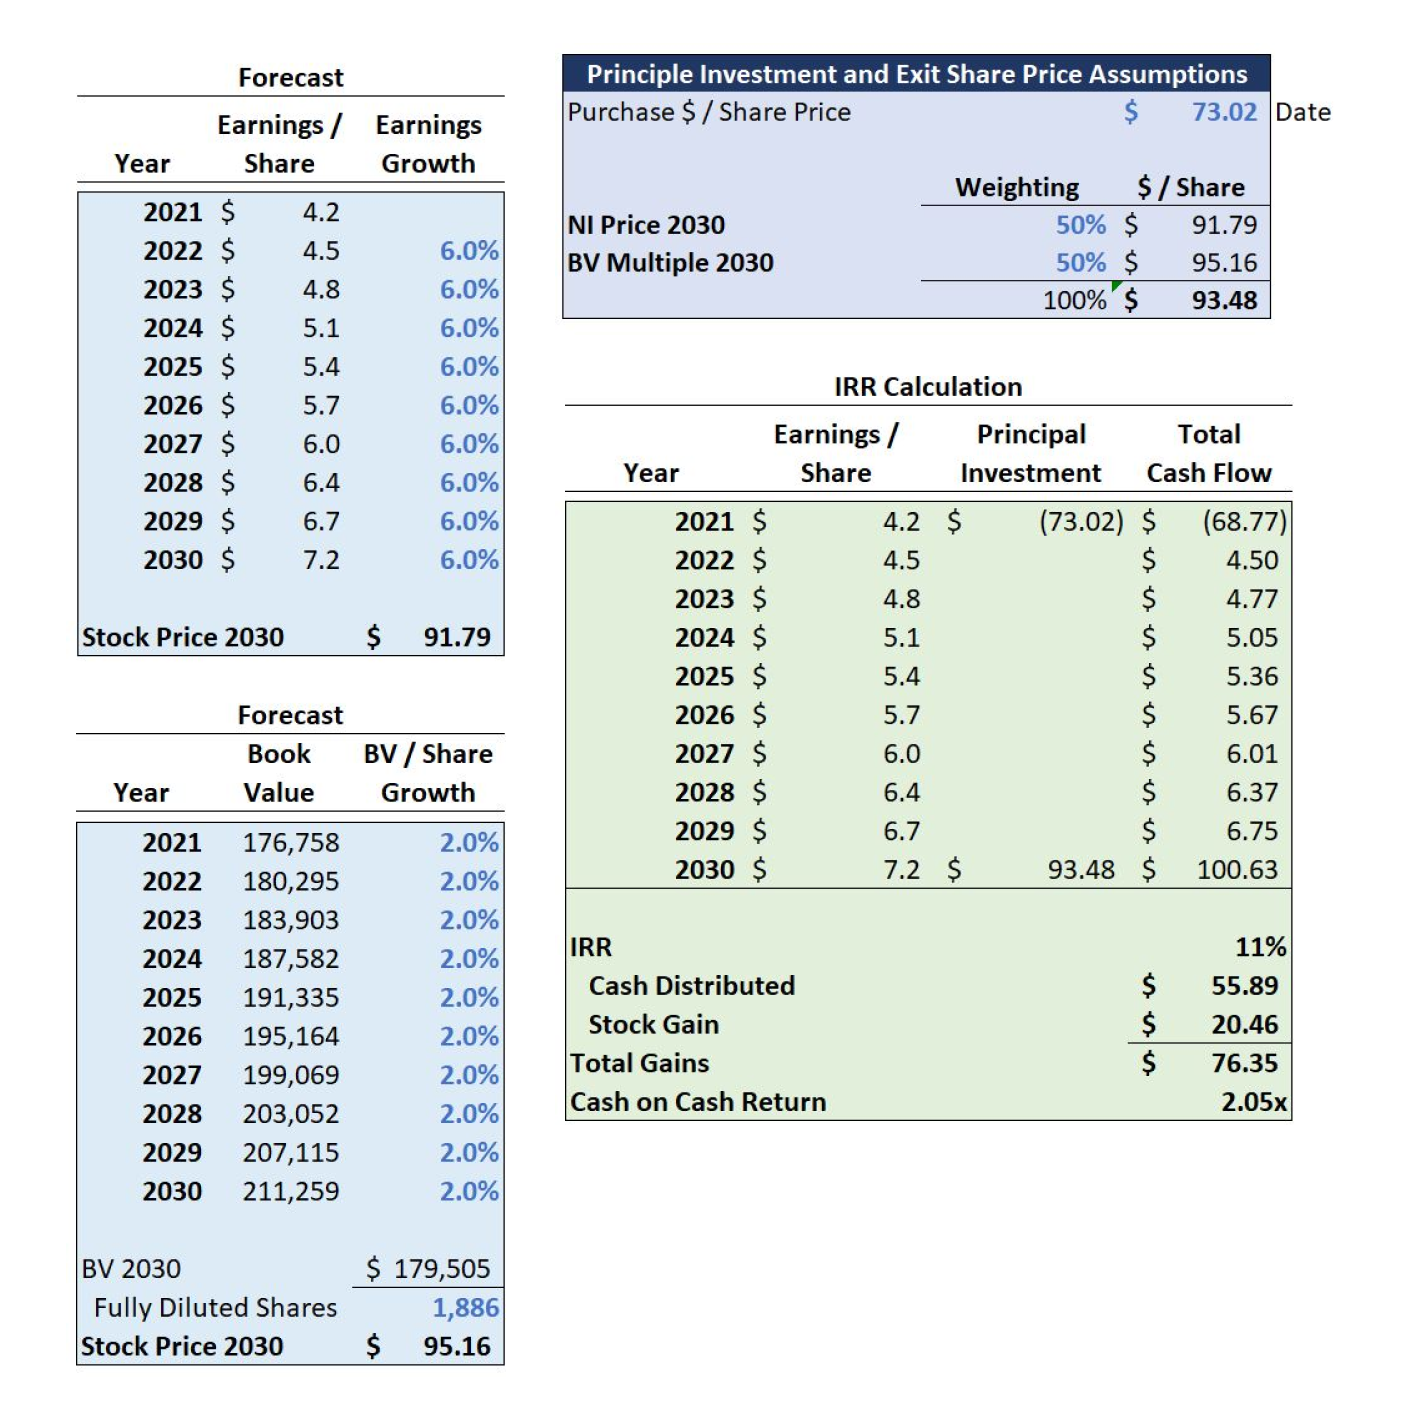 Forecast
Earnings / Earnings
Year Share Growth
2021 $ 4.2
2022 $ 4.5 6.0%
2023 $ 4.8 6.0%
2024 $ 5.1 6.0%
2025 $ 5.4 6.0%
2026 $ 5.7 6.0%
2027 $ 6.0 6.0%
2028 $ 6.4 6.0%
2029 $ 6.7 6.0%
2030 $ 7.2 6.0%
Stock Price 2030 $ 91.79
Forecast
Book BV / Share
Year Value Growth
2021 176,758 2.0%
2022 180,295 2.0%
2023 183,903 2.0%
2024 187,582 2.0%
2025 191,335 2.0%
2026 195,164 2.0%
2027 199,069 2.0%
2028 203,052 2.0%
2029 207,115 2.0%
2030 211,259 2.0%
BV 2030 $ 179,505
Fully Diluted Shares 1,886
Stock Price 2030 $ 95.16
Principle Investment and Exit Share Price Assumptions
Purchase $ / Share Price $ 73.02 Date
Weighting $ / Share
NI Price 2030 50% $ 91.79
BV Multiple 2030 50% $ 95.16
100% $ 93.48
IRR Calculation
Earnings / Principal Total
Year Share Investment Cash Flow
2021 $ 4.2 $ (73.02) $ (68.77)
2022 $ 4.5 $ 4.50
2023 $ 4.8 $ 4.77
2024 $ 5.1 $ 5.05
2025 $ 5.4 $ 5.36
2026 $ 5.7 $ 5.67
2027 $ 6.0 $ 6.01
2028 $ 6.4 $ 6.37
2029 $ 6.7 $ 6.75
2030 $ 7.2 $ 93.48 $ 100.63
IRR 11%
Cash Distributed $ 55.89
Stock Gain $ 20.46
Total Gains $ 76.35
Cash on Cash Return 2.05x